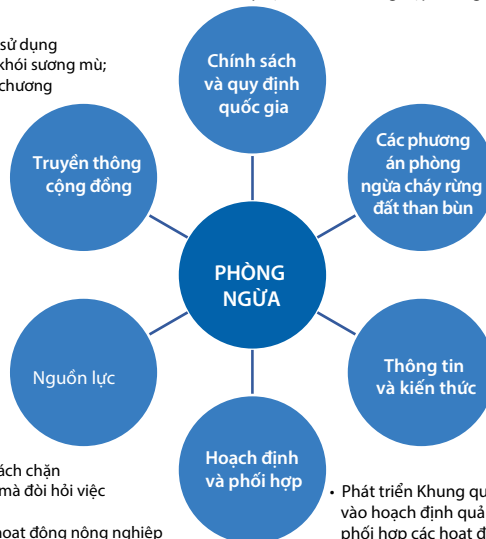 sử dụng
khói sương mù;
chương
Chính sách
và quy định
quốc gia
Truyền thông
cộng đồng
Các phương
án phòng
ngừa cháy rừng
đất than bùn
PHÒNG
NGỪA
Nguồn lực
Thông tin
và kiến thức
Hoạch định
và phối hợp
ách chặn
mà đòi hỏi việc
hoạt động nông nghiệp
• Phát triển Khung qu
vào hoạch định quả
phối hợp các hoạt đ